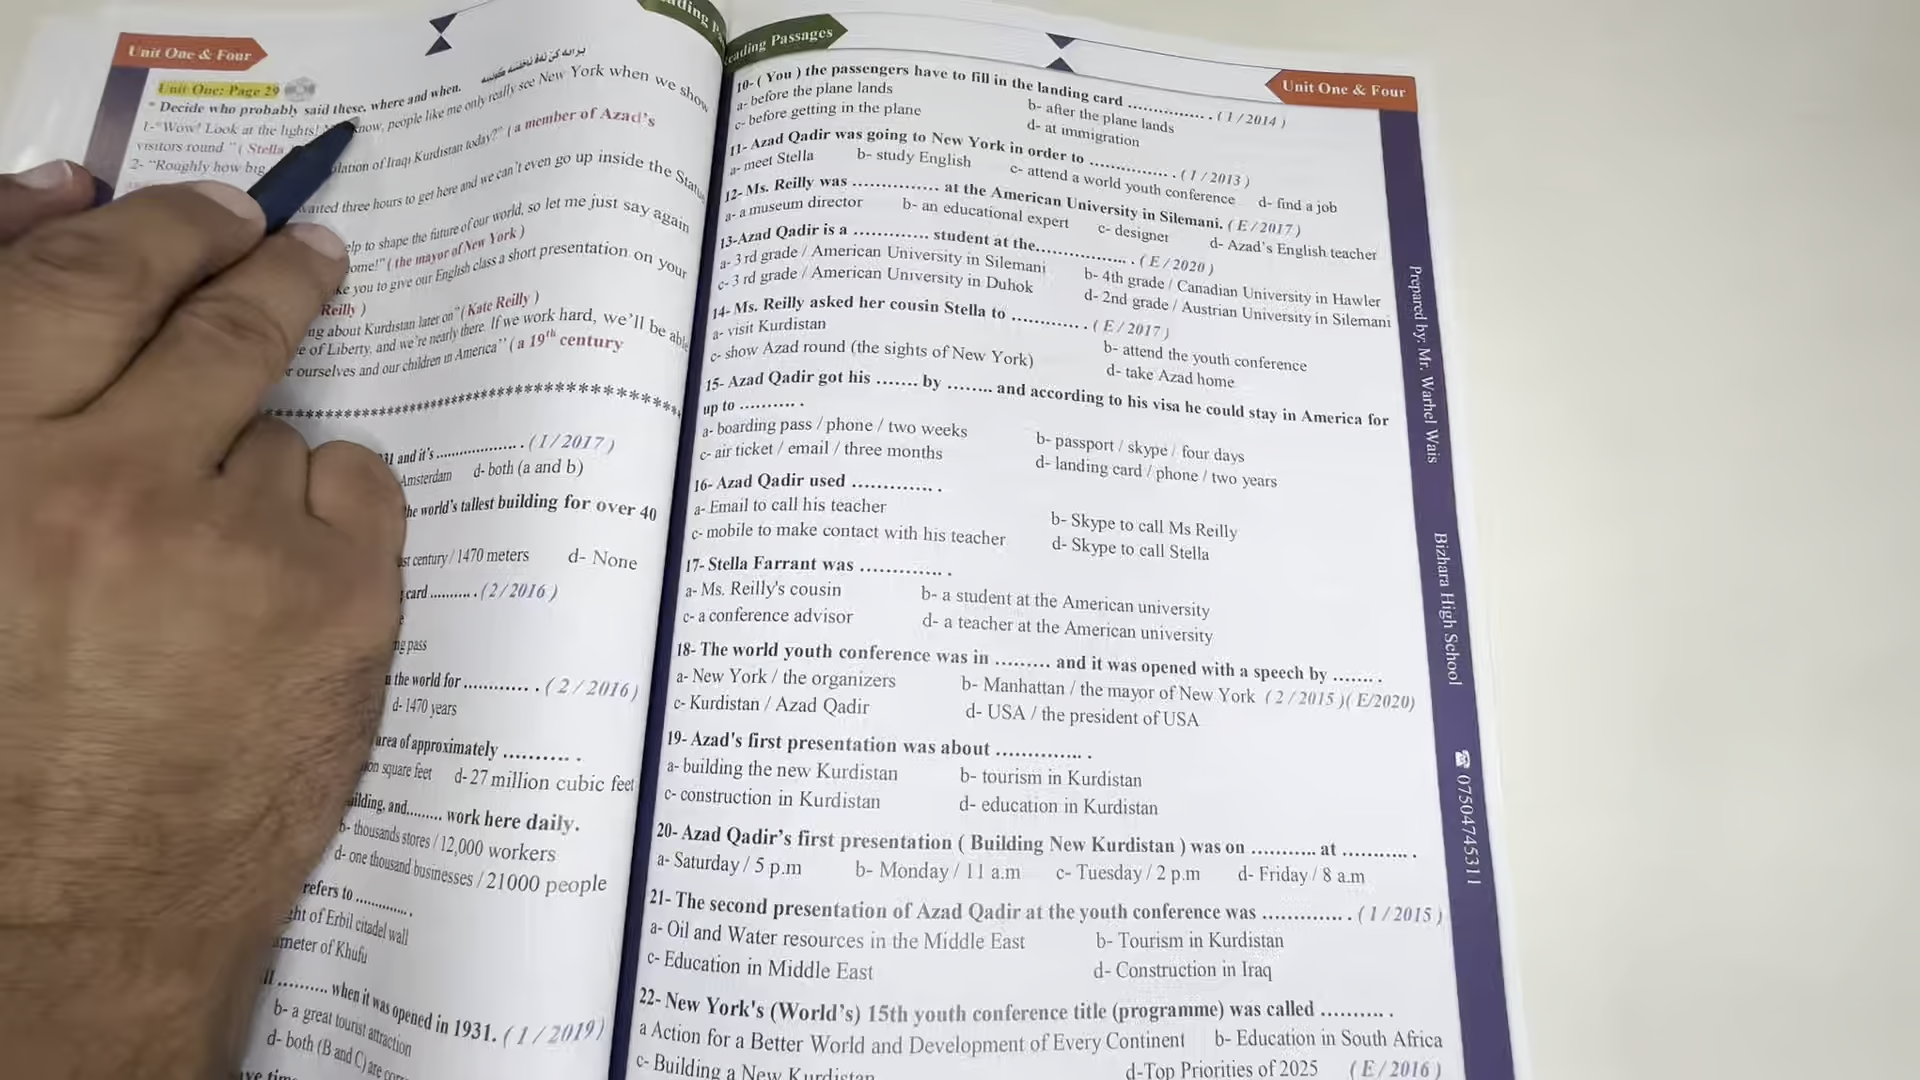 Unit One & Four
Unit One: Page 29
* Decide who probably said these, where and when.
1-"Wow! Look at the lights! know, people like me only really see New York when we show
visitors round." ( Stella
2- "Roughly how big lation of Iraqi Kurdistan today?" ( a member of Azad's
waited three hours to get here and we can't even go up inside the Statue
elp to shape the future of our world, so let me just say again
ome!" ( the mayor of New York )
ke you to give our English class a short presentation on your
Reilly )
ng about Kurdistan later on" ( Kate Reilly )
e of Liberty, and we're nearly there. If we work hard, we'll be able
r ourselves and our children in America" ( a 19th century
31 and it's .................. . ( 1 / 2017 )
Amsterdam d- both (a and b)
the world's tallest building for over 40
st century / 1470 meters d- None
card .......... . ( 2 / 2016 )
ng pass
n the world for ............ . ( 2 / 2016 )
d- 1470 years
area of approximately .......... .
ion square feet d- 27 million cubic feet
uilding, and......... work here daily.
b- thousands stores / 12,000 workers
d- one thousand businesses / 21000 people
refers to ............. .
ght of Erbil citadel wall
ameter of Khufu
ll .......... when it was opened in 1931. ( 1 / 2019 )
b- a great tourist attraction
d- both (B and C) are
Reading Passages
Unit One & Four
10- ( You ) the passengers have to fill in the landing card ............. . ( 1 / 2014 )
a- before the plane lands b- after the plane lands
c- before getting in the plane d- at immigration
11- Azad Qadir was going to New York in order to ............. . ( 1 / 2013 )
a- meet Stella b- study English c- attend a world youth conference d- find a job
12- Ms. Reilly was .............. at the American University in Silemani. ( E / 2017 )
a- a museum director b- an educational expert c- designer d- Azad's English teacher
13-Azad Qadir is a ............ student at the............... . ( E / 2020 )
a- 3 rd grade / American University in Silemani b- 4th grade / Canadian University in Hawler
c- 3 rd grade / American University in Duhok d- 2nd grade / Austrian University in Silemani
14- Ms. Reilly asked her cousin Stella to ............ . ( E / 2017 )
a- visit Kurdistan b- attend the youth conference
c- show Azad round (the sights of New York) d- take Azad home
15- Azad Qadir got his ....... by ........ and according to his visa he could stay in America for
up to .......... .
a- boarding pass / phone / two weeks b- passport / skype / four days
c- air ticket / email / three months d- landing card / phone / two years
16- Azad Qadir used ............. .
a- Email to call his teacher b- Skype to call Ms Reilly
c- mobile to make contact with his teacher d- Skype to call Stella
17- Stella Farrant was ............. .
a- Ms. Reilly's cousin b- a student at the American university
c- a conference advisor d- a teacher at the American university
18- The world youth conference was in ......... and it was opened with a speech by ....... .
a- New York / the organizers b- Manhattan / the mayor of New York ( 2 / 2015 )( E/2020)
c- Kurdistan / Azad Qadir d- USA / the president of USA
19- Azad's first presentation was about .............. .
a- building the new Kurdistan b- tourism in Kurdistan
c- construction in Kurdistan d- education in Kurdistan
20- Azad Qadir's first presentation ( Building New Kurdistan ) was on ........... at ........... .
a- Saturday / 5 p.m b- Monday / 11 a.m c- Tuesday / 2 p.m d- Friday / 8 a.m
21- The second presentation of Azad Qadir at the youth conference was ............. . ( 1 / 2015 )
a- Oil and Water resources in the Middle East b- Tourism in Kurdistan
c- Education in Middle East d- Construction in Iraq
22- New York's (World's) 15th youth conference title (programme) was called .......... .
a Action for a Better World and Development of Every Continent b- Education in South Africa
c- Building a New Kurdistan d-Top Priorities of 2025 ( E / 2016 )
Prepared by: Mr. Warhel Wais
Bizhara High School
☎ 07504745311